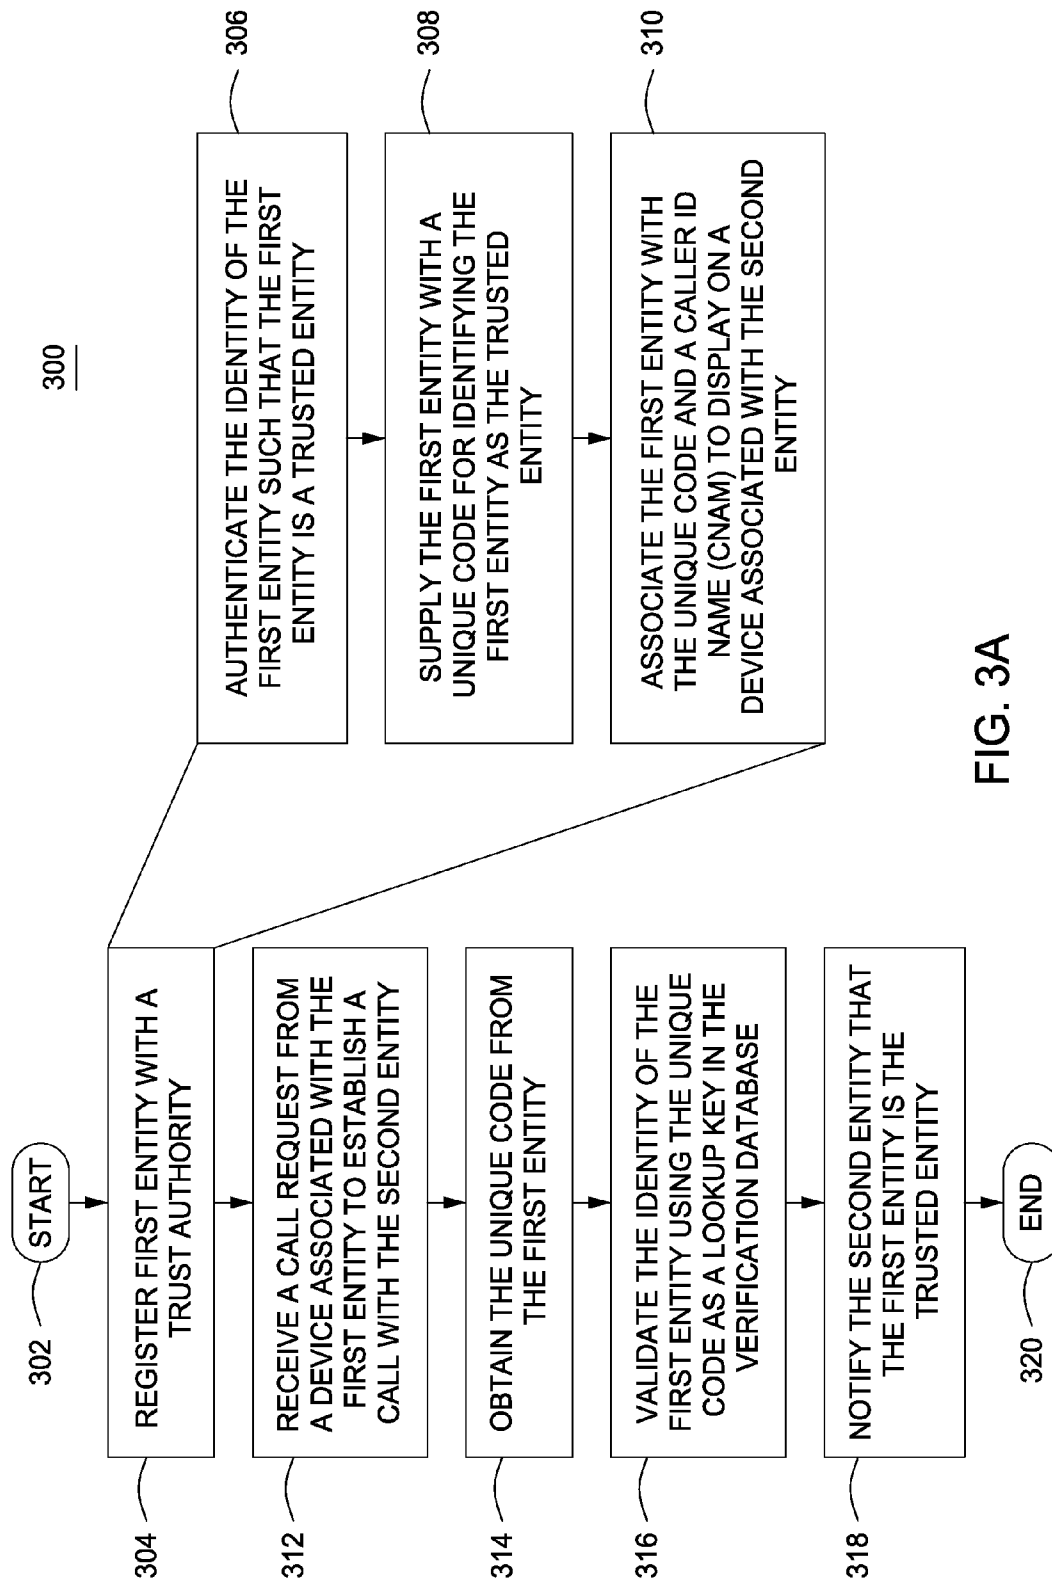 300
START
302
REGISTER FIRST ENTITY WITH A
TRUST AUTHORITY
304
AUTHENTICATE THE IDENTITY OF THE
FIRST ENTITY SUCH THAT THE FIRST
ENTITY IS A TRUSTED ENTITY
306
SUPPLY THE FIRST ENTITY WITH A
UNIQUE CODE FOR IDENTIFYING THE
FIRST ENTITY AS THE TRUSTED
ENTITY
308
ASSOCIATE THE FIRST ENTITY WITH
THE UNIQUE CODE AND A CALLER ID
NAME (CNAM) TO DISPLAY ON A
DEVICE ASSOCIATED WITH THE SECOND
ENTITY
310
RECEIVE A CALL REQUEST FROM
A DEVICE ASSOCIATED WITH THE
FIRST ENTITY TO ESTABLISH A
CALL WITH THE SECOND ENTITY
312
OBTAIN THE UNIQUE CODE FROM
THE FIRST ENTITY
314
VALIDATE THE IDENTITY OF THE
FIRST ENTITY USING THE UNIQUE
CODE AS A LOOKUP KEY IN THE
VERIFICATION DATABASE
316
NOTIFY THE SECOND ENTITY THAT
THE FIRST ENTITY IS THE
TRUSTED ENTITY
318
END
320
FIG. 3A